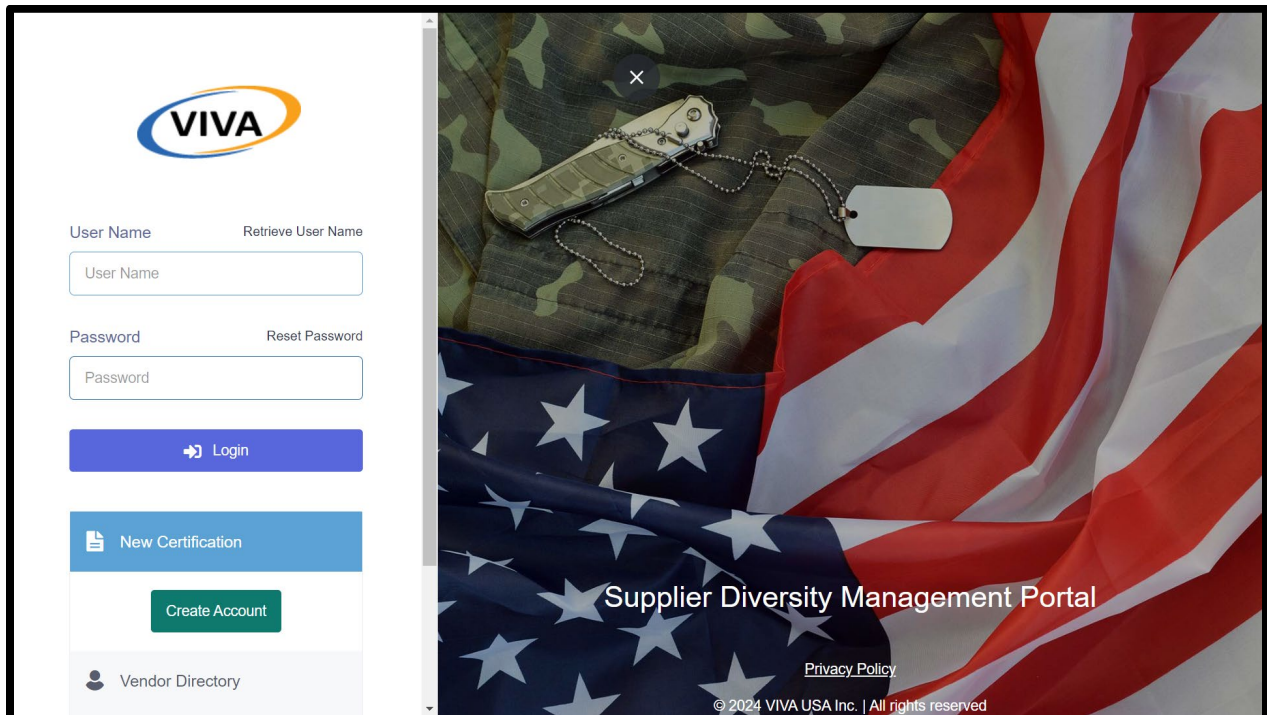 VIVA
User Name Retrieve User Name
User Name
Password Reset Password
Password
Login
New Certification
Create Account
Vendor Directory
Supplier Diversity Management Portal
Privacy Policy
© 2024 VIVA USA Inc. | All rights reserved